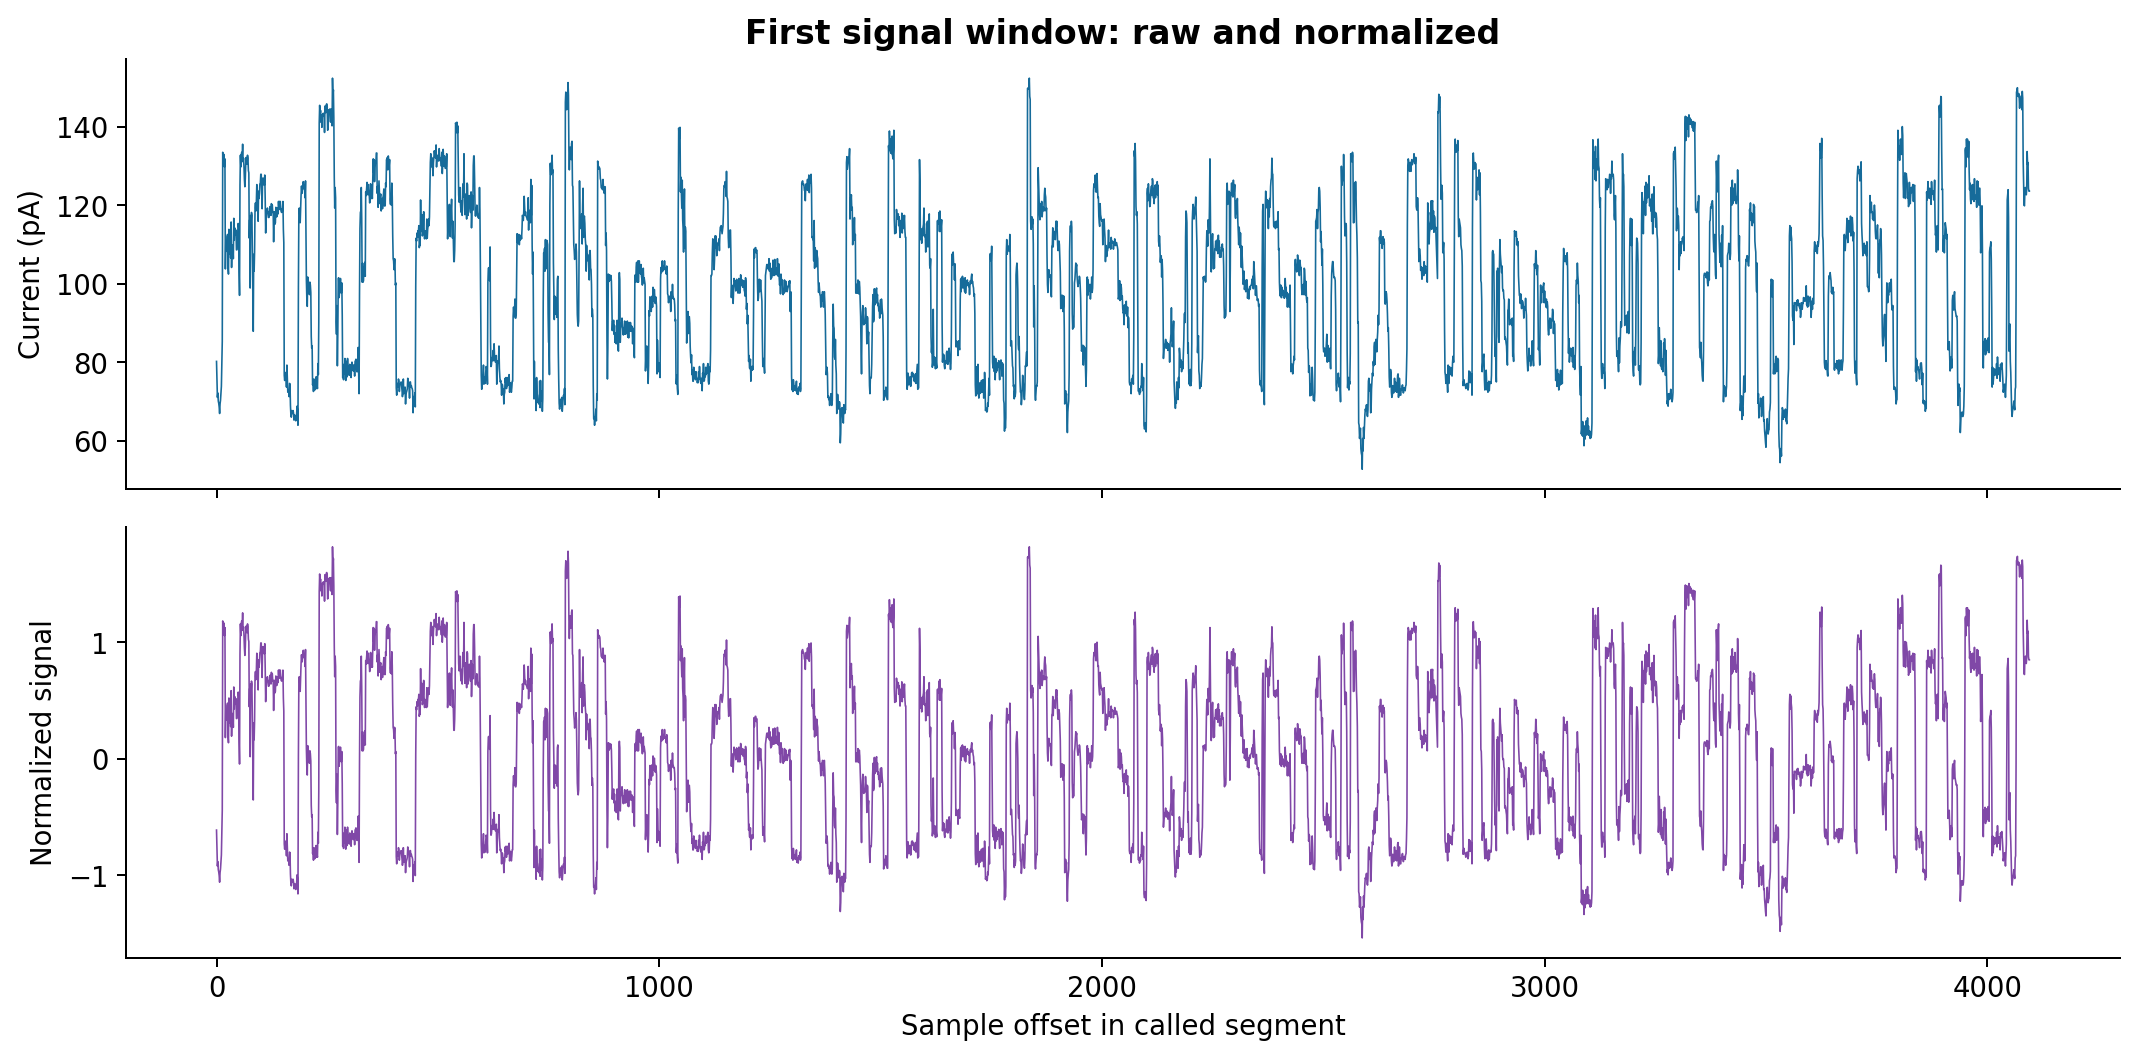 First signal window: raw and normalized
Current (pA)
140
120
100
80
60
Normalized signal
1
0
−1
0 1000 2000 3000 4000
Sample offset in called segment